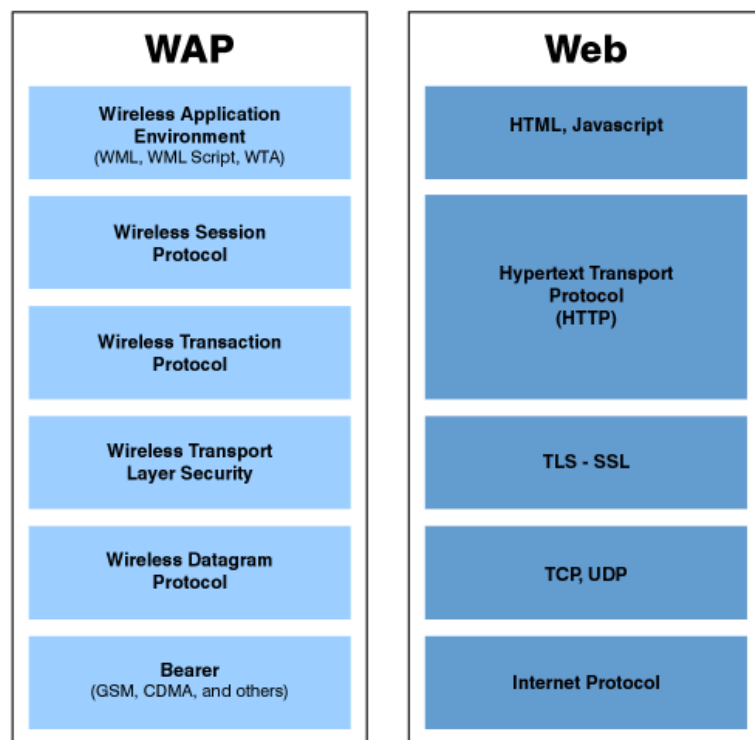 WAP
Wireless Application
Environment
(WML, WML Script, WTA)
Wireless Session
Protocol
Wireless Transaction
Protocol
Wireless Transport
Layer Security
Wireless Datagram
Protocol
Bearer
(GSM, CDMA, and others)
Web
HTML, Javascript
Hypertext Transport
Protocol
(HTTP)
TLS - SSL
TCP, UDP
Internet Protocol